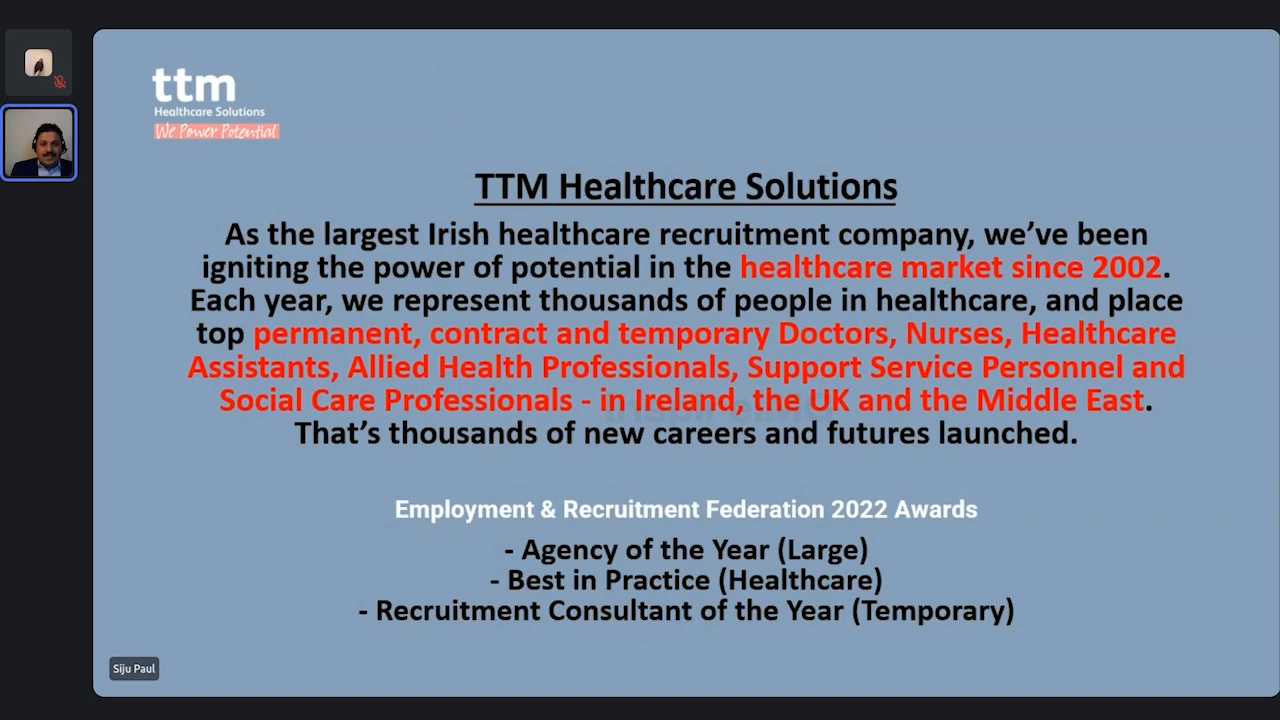 ttm
Healthcare Solutions
We Power Potential
TTM Healthcare Solutions
As the largest Irish healthcare recruitment company, we’ve been
igniting the power of potential in the healthcare market since 2002.
Each year, we represent thousands of people in healthcare, and place
top permanent, contract and temporary Doctors, Nurses, Healthcare
Assistants, Allied Health Professionals, Support Service Personnel and
Social Care Professionals - in Ireland, the UK and the Middle East.
That’s thousands of new careers and futures launched.
Employment & Recruitment Federation 2022 Awards
- Agency of the Year (Large)
- Best in Practice (Healthcare)
- Recruitment Consultant of the Year (Temporary)
Siju Paul